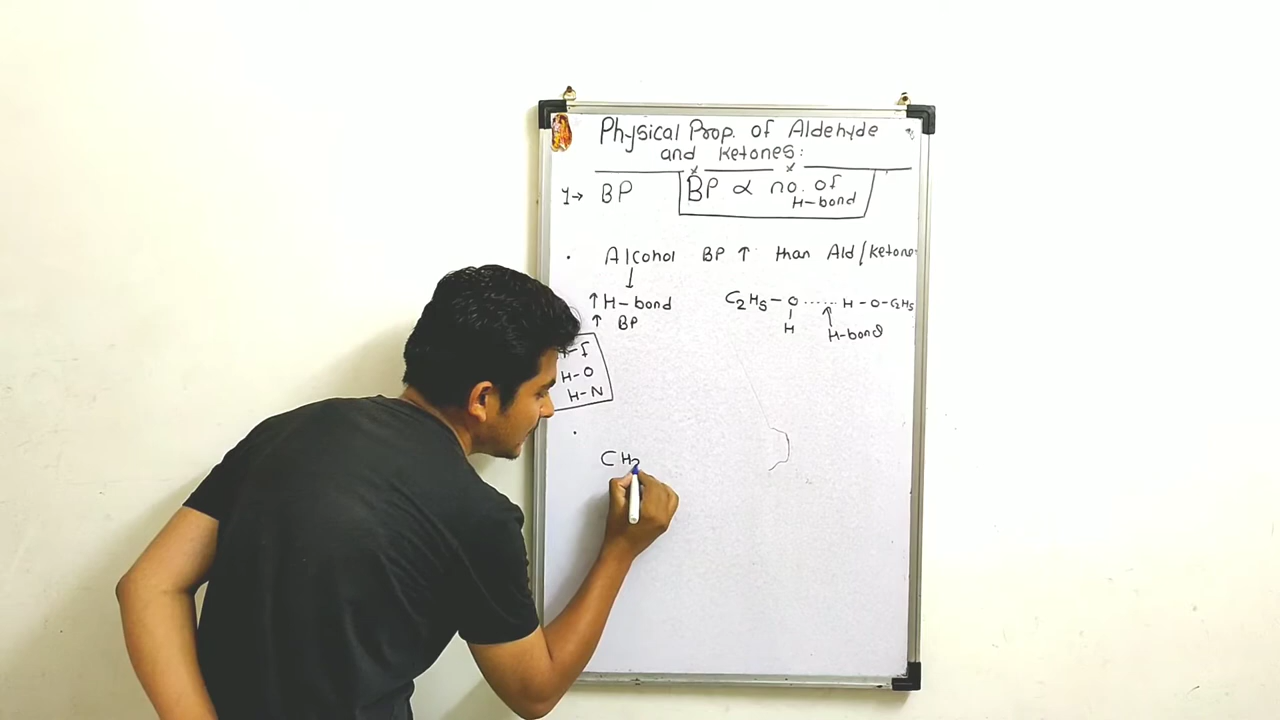 Physical Prop. of Aldehyde
and Ketones:
1→ BP BP ∝ no. of
H-bond
• Alcohol BP ↑ than Ald/Ketone
↓
↑ H-bond
↑ BP
C₂H₅-O ...... H-O-C₂H₅
|
H
H-bond
-F
H-O
H-N
•
CH₃